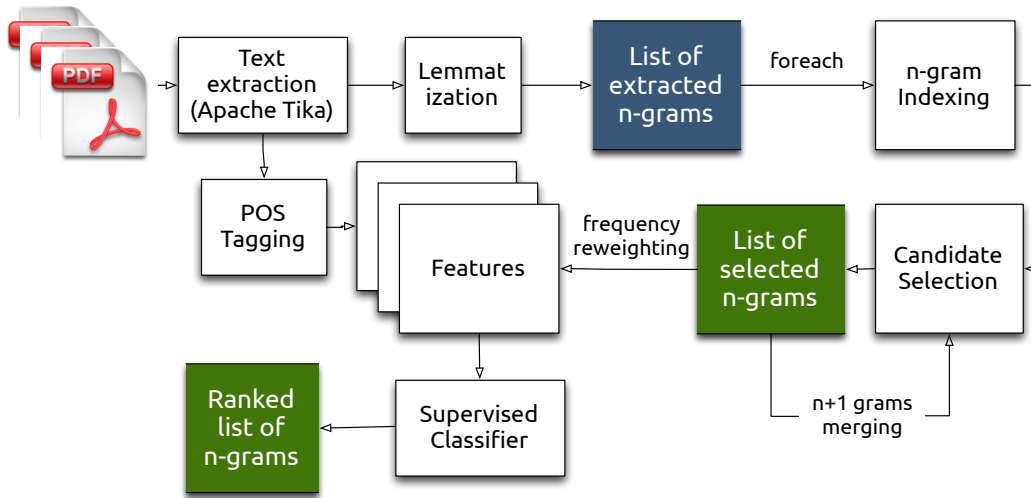 PDF
Text
extraction
(Apache Tika)
Lemmat
ization
List of
extracted
n-grams
foreach
n-gram
Indexing
POS
Tagging
Features
frequency
reweighting
List of
selected
n-grams
Candidate
Selection
n+1 grams
merging
Ranked
list of
n-grams
Supervised
Classifier